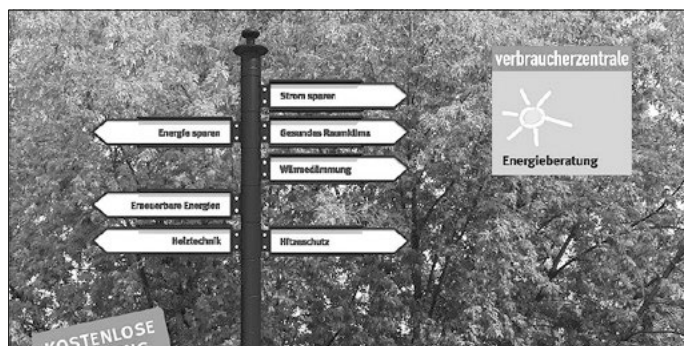 verbraucherzentrale
Energieberatung
Strom sparen
Energie sparen
Gesundes Raumklima
Wärmedämmung
Erneuerbare Energien
Heiztechnik
Hitzeschutz
KOSTENLOSE